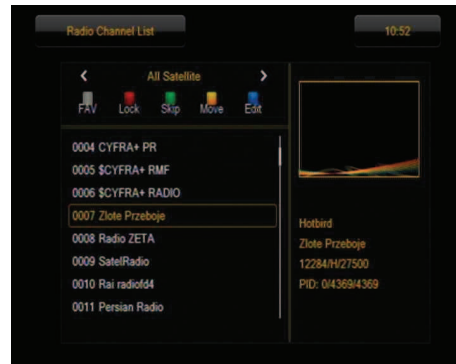 Radio Channel List
10:52
All Satellite
FAV Lock Skip Move Edit
0004 CYFRA+ PR
0005 $CYFRA+ RMF
0006 $CYFRA+ RADIO
0007 Zlote Przeboje
0008 Radio ZETA
0009 SatelRadio
0010 Rai radiofd4
0011 Persian Radio
Hotbird
Zlote Przeboje
12284/H/27500
PID: 0/4369/4369